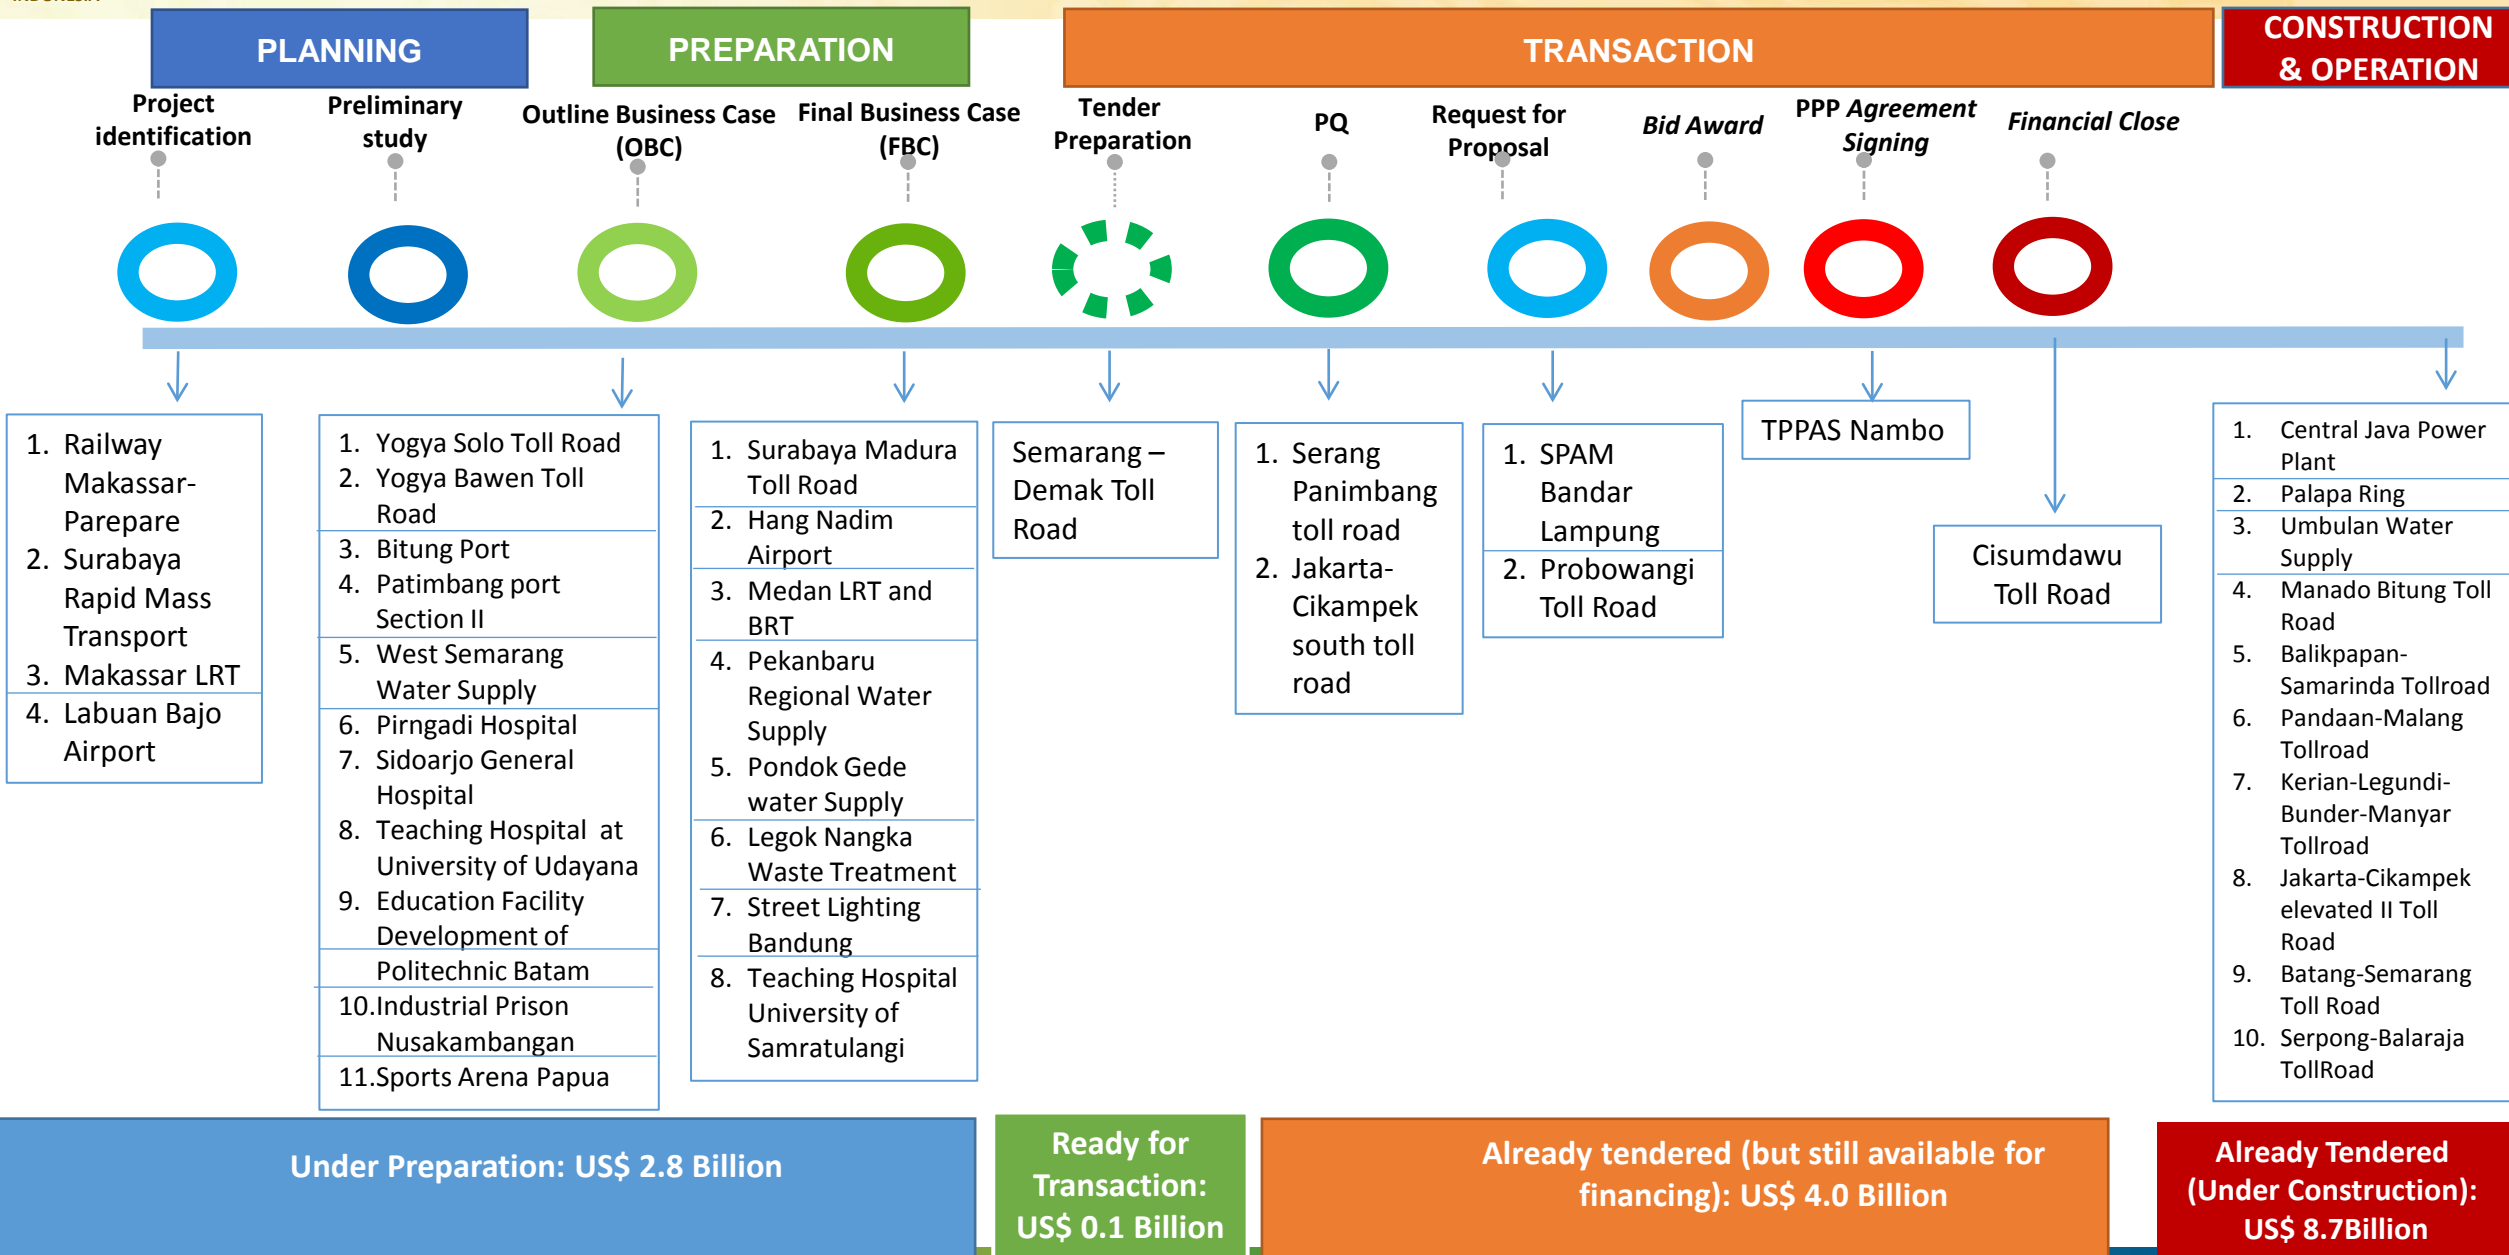 INDONESIA
PLANNING
PREPARATION
TRANSACTION
CONSTRUCTION
& OPERATION
Project
identification
Preliminary
study
Outline Business Case
(OBC)
Final Business Case
(FBC)
Tender
Preparation
PQ
Request for
Proposal
Bid Award
PPP Agreement
Signing
Financial Close
1. Railway
Makassar-
Parepare
2. Surabaya
Rapid Mass
Transport
3. Makassar LRT
4. Labuan Bajo
Airport
1. Yogya Solo Toll Road
2. Yogya Bawen Toll
Road
3. Bitung Port
4. Patimbang port
Section II
5. West Semarang
Water Supply
6. Pirngadi Hospital
7. Sidoarjo General
Hospital
8. Teaching Hospital at
University of Udayana
9. Education Facility
Development of
Politechnic Batam
10.Industrial Prison
Nusakambangan
11.Sports Arena Papua
1. Surabaya Madura
Toll Road
2. Hang Nadim
Airport
3. Medan LRT and
BRT
4. Pekanbaru
Regional Water
Supply
5. Pondok Gede
water Supply
6. Legok Nangka
Waste Treatment
7. Street Lighting
Bandung
8. Teaching Hospital
University of
Samratulangi
Semarang –
Demak Toll
Road
1. Serang
Panimbang
toll road
2. Jakarta-
Cikampek
south toll
road
1. SPAM
Bandar
Lampung
2. Probowangi
Toll Road
TPPAS Nambo
Cisumdawu
Toll Road
1. Central Java Power
Plant
2. Palapa Ring
3. Umbulan Water
Supply
4. Manado Bitung Toll
Road
5. Balikpapan-
Samarinda Tollroad
6. Pandaan-Malang
Tollroad
7. Kerian-Legundi-
Bunder-Manyar
Tollroad
8. Jakarta-Cikampek
elevated II Toll
Road
9. Batang-Semarang
Toll Road
10. Serpong-Balaraja
TollRoad
Under Preparation: US$ 2.8 Billion
Ready for
Transaction:
US$ 0.1 Billion
Already tendered (but still available for
financing): US$ 4.0 Billion
Already Tendered
(Under Construction):
US$ 8.7Billion